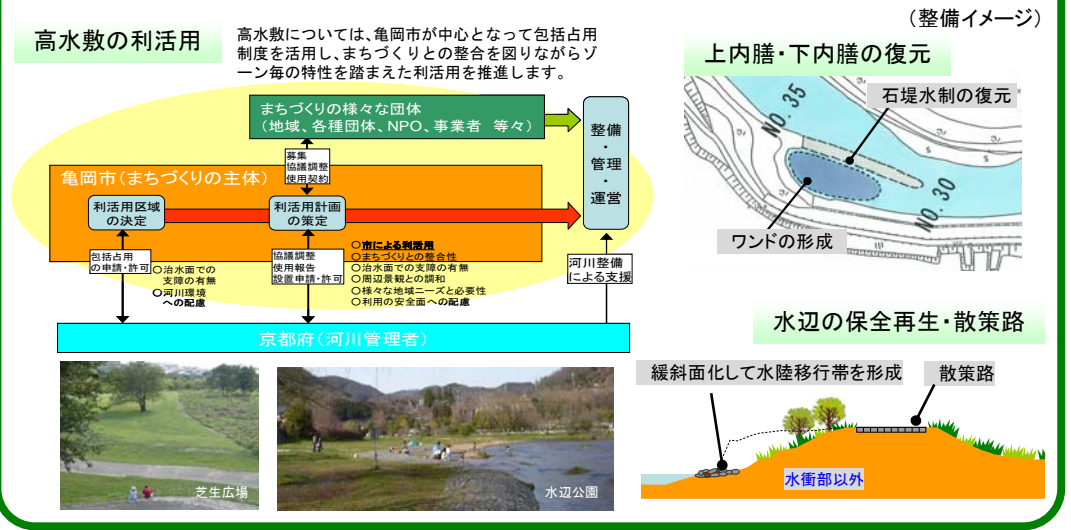 (整備イメージ)
高水敷の利活用
高水敷については、亀岡市が中心となって包括占用
制度を活用し、まちづくりとの整合を図りながらゾ
ーン毎の特性を踏まえた利活用を推進します。
まちづくりの様々な団体
(地域、各種団体、NPO、事業者 等々)
整備
・
管理
・
運営
募集
協議調整
使用契約
亀岡市(まちづくりの主体)
利活用区域
の決定
利活用計画
の策定
包括占用
の申請・許可
○治水面での
支障の有無
○河川環境
への配慮
協議調整
使用報告
設置申請・許可
○市による利活用
○まちづくりとの整合性
○治水面での支障の有無
○周辺景観との調和
○様々な地域ニーズと必要性
○利用の安全面への配慮
河川整備
による支援
京都府(河川管理者)
芝生広場
水辺公園
上内膳・下内膳の復元
石堤水制の復元
NO. 35
NO. 30
ワンドの形成
水辺の保全再生・散策路
緩斜面化して水陸移行帯を形成
散策路
水衝部以外